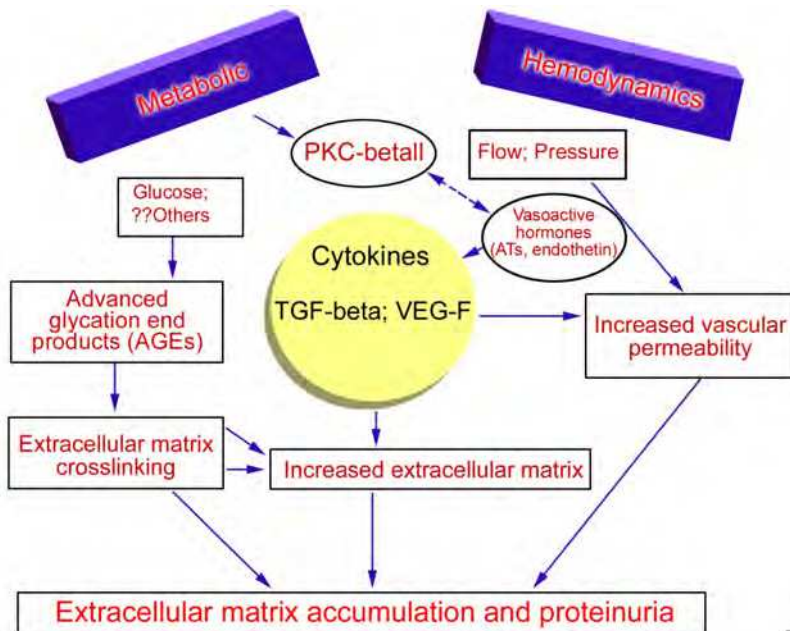 Metabolic
Hemodynamics
PKC-betaII
Flow; Pressure
Glucose;
??Others
Vasoactive
hormones
(ATs, endothetin)
Cytokines
TGF-beta; VEG-F
Advanced
glycation end
products (AGEs)
Increased vascular
permeability
Extracellular matrix
crosslinking
Increased extracellular matrix
Extracellular matrix accumulation and proteinuria